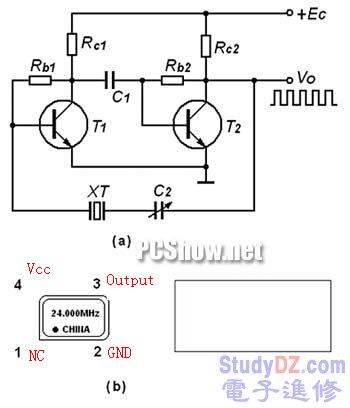 +Ec
Rc1
Rc2
Rb1
Rb2
C1
Vo
T1
T2
XT
C2
(a)
PCShow.net
Vcc
4
3
Output
24.000MHz
● CHINA
1
NC
2
GND
(b)
StudyDZ.com
電子進修